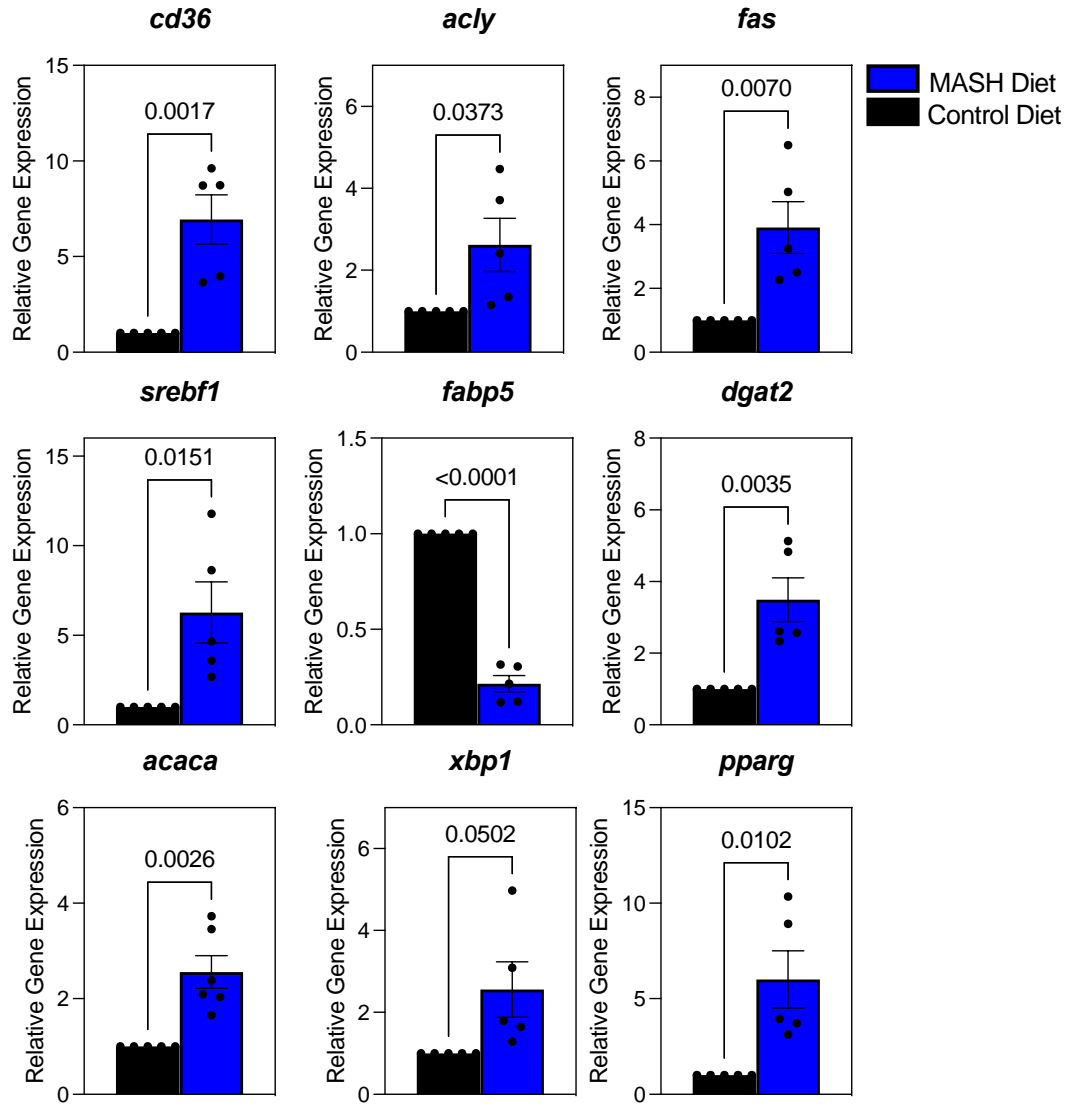 cd36
acly
fas
MASH Diet
Control Diet
Relative Gene Expression
15
10
5
0
0.0017
Relative Gene Expression
6
4
2
0
0.0373
Relative Gene Expression
8
6
4
2
0
0.0070
srebf1
fabp5
dgat2
Relative Gene Expression
15
10
5
0
0.0151
Relative Gene Expression
1.5
1.0
0.5
0.0
<0.0001
Relative Gene Expression
8
6
4
2
0
0.0035
acaca
xbp1
pparg
Relative Gene Expression
6
4
2
0
0.0026
Relative Gene Expression
6
4
2
0
0.0502
Relative Gene Expression
15
10
5
0
0.0102